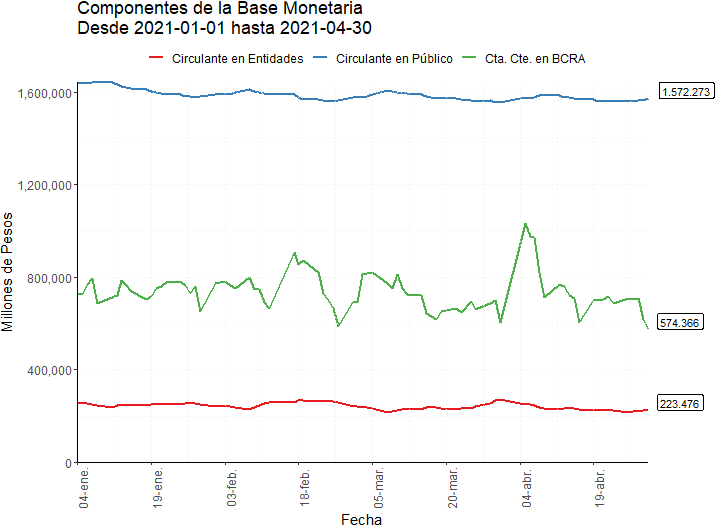 Componentes de la Base Monetaria
Desde 2021-01-01 hasta 2021-04-30
Circulante en Entidades Circulante en Público Cta. Cte. en BCRA
Millones de Pesos
1,600,000
1,200,000
800,000
400,000
0
1.572.273
574.366
223.476
04-ene.
19-ene.
03-feb.
18-feb.
05-mar.
20-mar.
04-abr.
19-abr.
Fecha